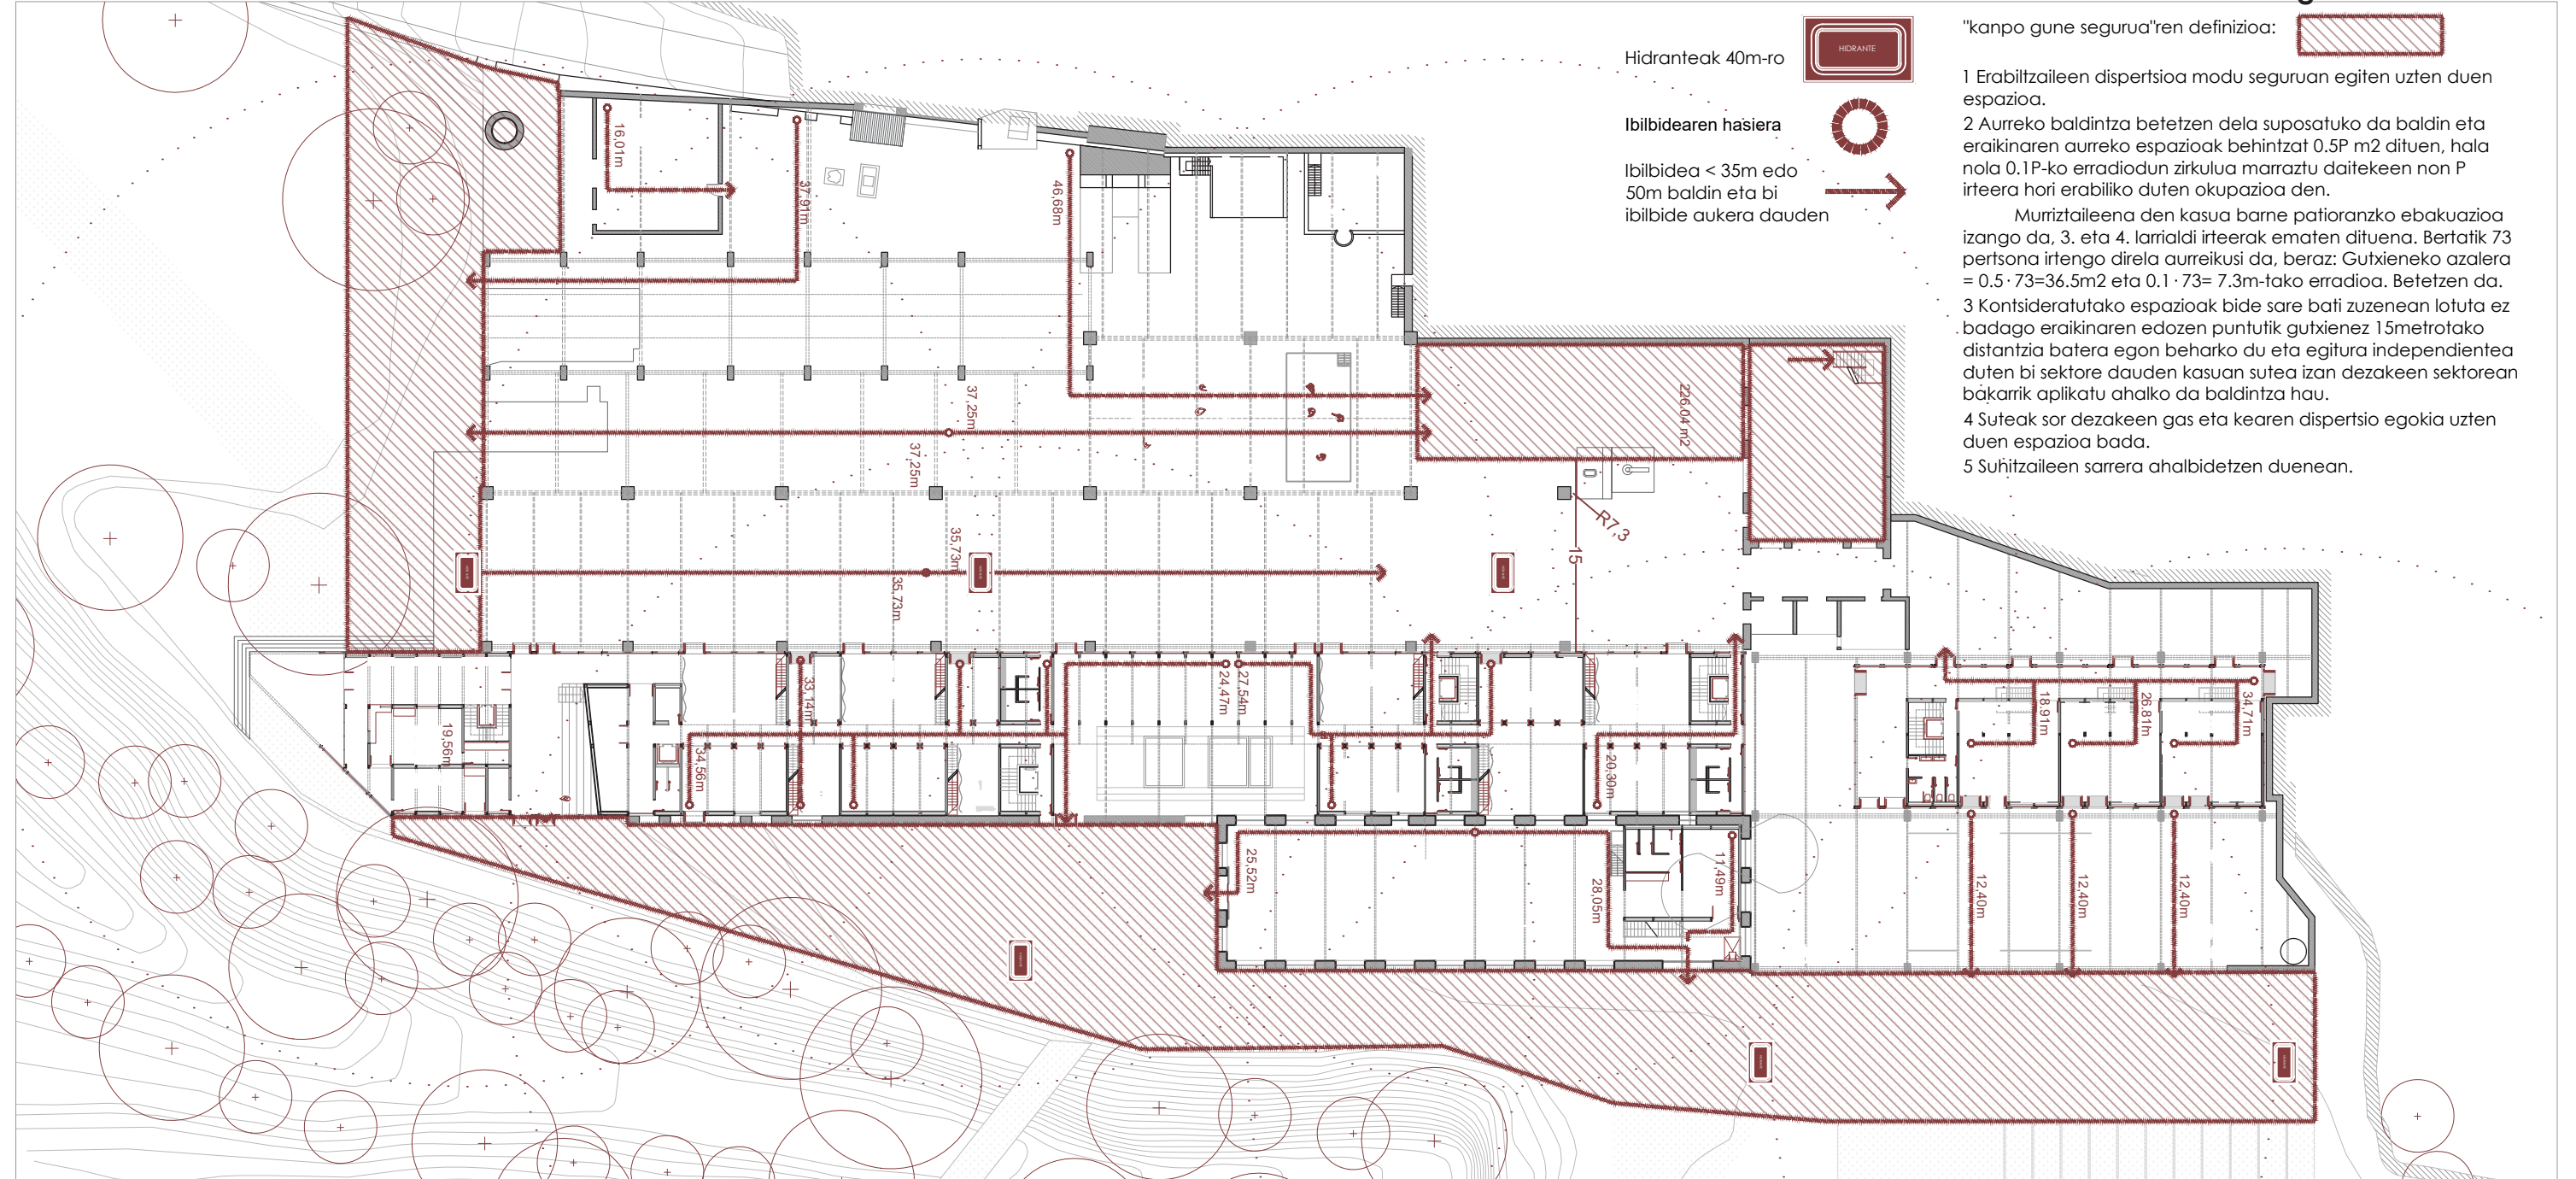 "kanpo gune segurua"ren definizioa:
Hidranteak 40m-ro
HIDRANTE
Ibilbidearen hasiera
Ibilbidea < 35m edo
50m baldin eta bi
ibilbide aukera dauden
1 Erabiltzaileen dispertsioa modu seguruan egiten uzten duen
espazioa.
2 Aurreko baldintza betetzen dela suposatuko da baldin eta
eraikinaren aurreko espazioak behintzat 0.5P m2 dituen, hala
nola 0.1P-ko erradiodun zirkulua marraztu daitekeen non P
irteera hori erabiliko duten okupazioa den.
Murriztaileena den kasua barne patioranzko ebakuazioa
izango da, 3. eta 4. larrialdi irteerak ematen dituena. Bertatik 73
pertsona irtengo direla aurreikusi da, beraz: Gutxieneko azalera
= 0.5·73=36.5m2 eta 0.1·73= 7.3m-tako erradioa. Betetzen da.
3 Kontsideratutako espazioak bide sare bati zuzenean lotuta ez
badago eraikinaren edozen puntutik gutxienez 15metrotako
distantzia batera egon beharko du eta egitura independientea
duten bi sektore dauden kasuan sutea izan dezakeen sektorean
bakarrik aplikatu ahalko da baldintza hau.
4 Suteak sor dezakeen gas eta kearen dispertsio egokia uzten
duen espazioa bada.
5 Suhitzaileen sarrera ahalbidetzen duenean.
16,01m
37,91m
46,68m
37,25m
37,25m
226,04 m2
R7,3
15
35,73m
35,73m
33,14m
24,47m
27,54m
19,56m
34,56m
20,30m
18,91m
26,81m
34,71m
25,52m
28,05m
11,49m
12,40m
12,40m
12,40m